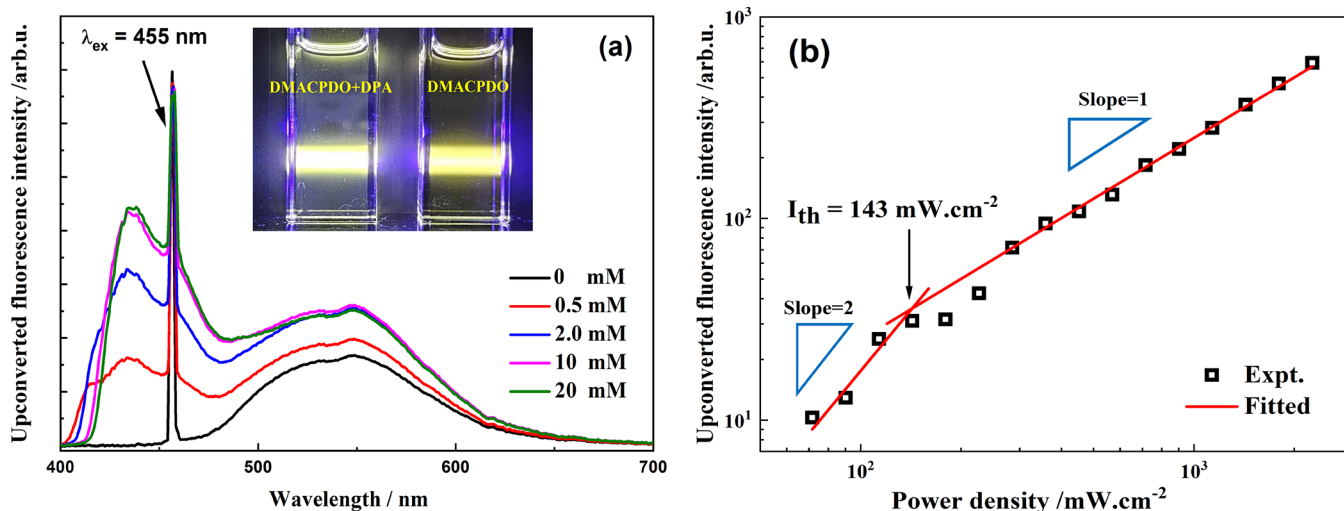 Upconverted fluorescence intensity /arb.u.
λex = 455 nm
(a)
DMACPDO+DPA
DMACPDO
0 mM
0.5 mM
2.0 mM
10 mM
20 mM
400
500
600
700
Wavelength / nm
Upconverted fluorescence intensity /arb.u.
10³
10²
10¹
(b)
Slope=1
Ith = 143 mW.cm⁻²
Slope=2
Expt.
Fitted
10²
10³
Power density /mW.cm⁻²